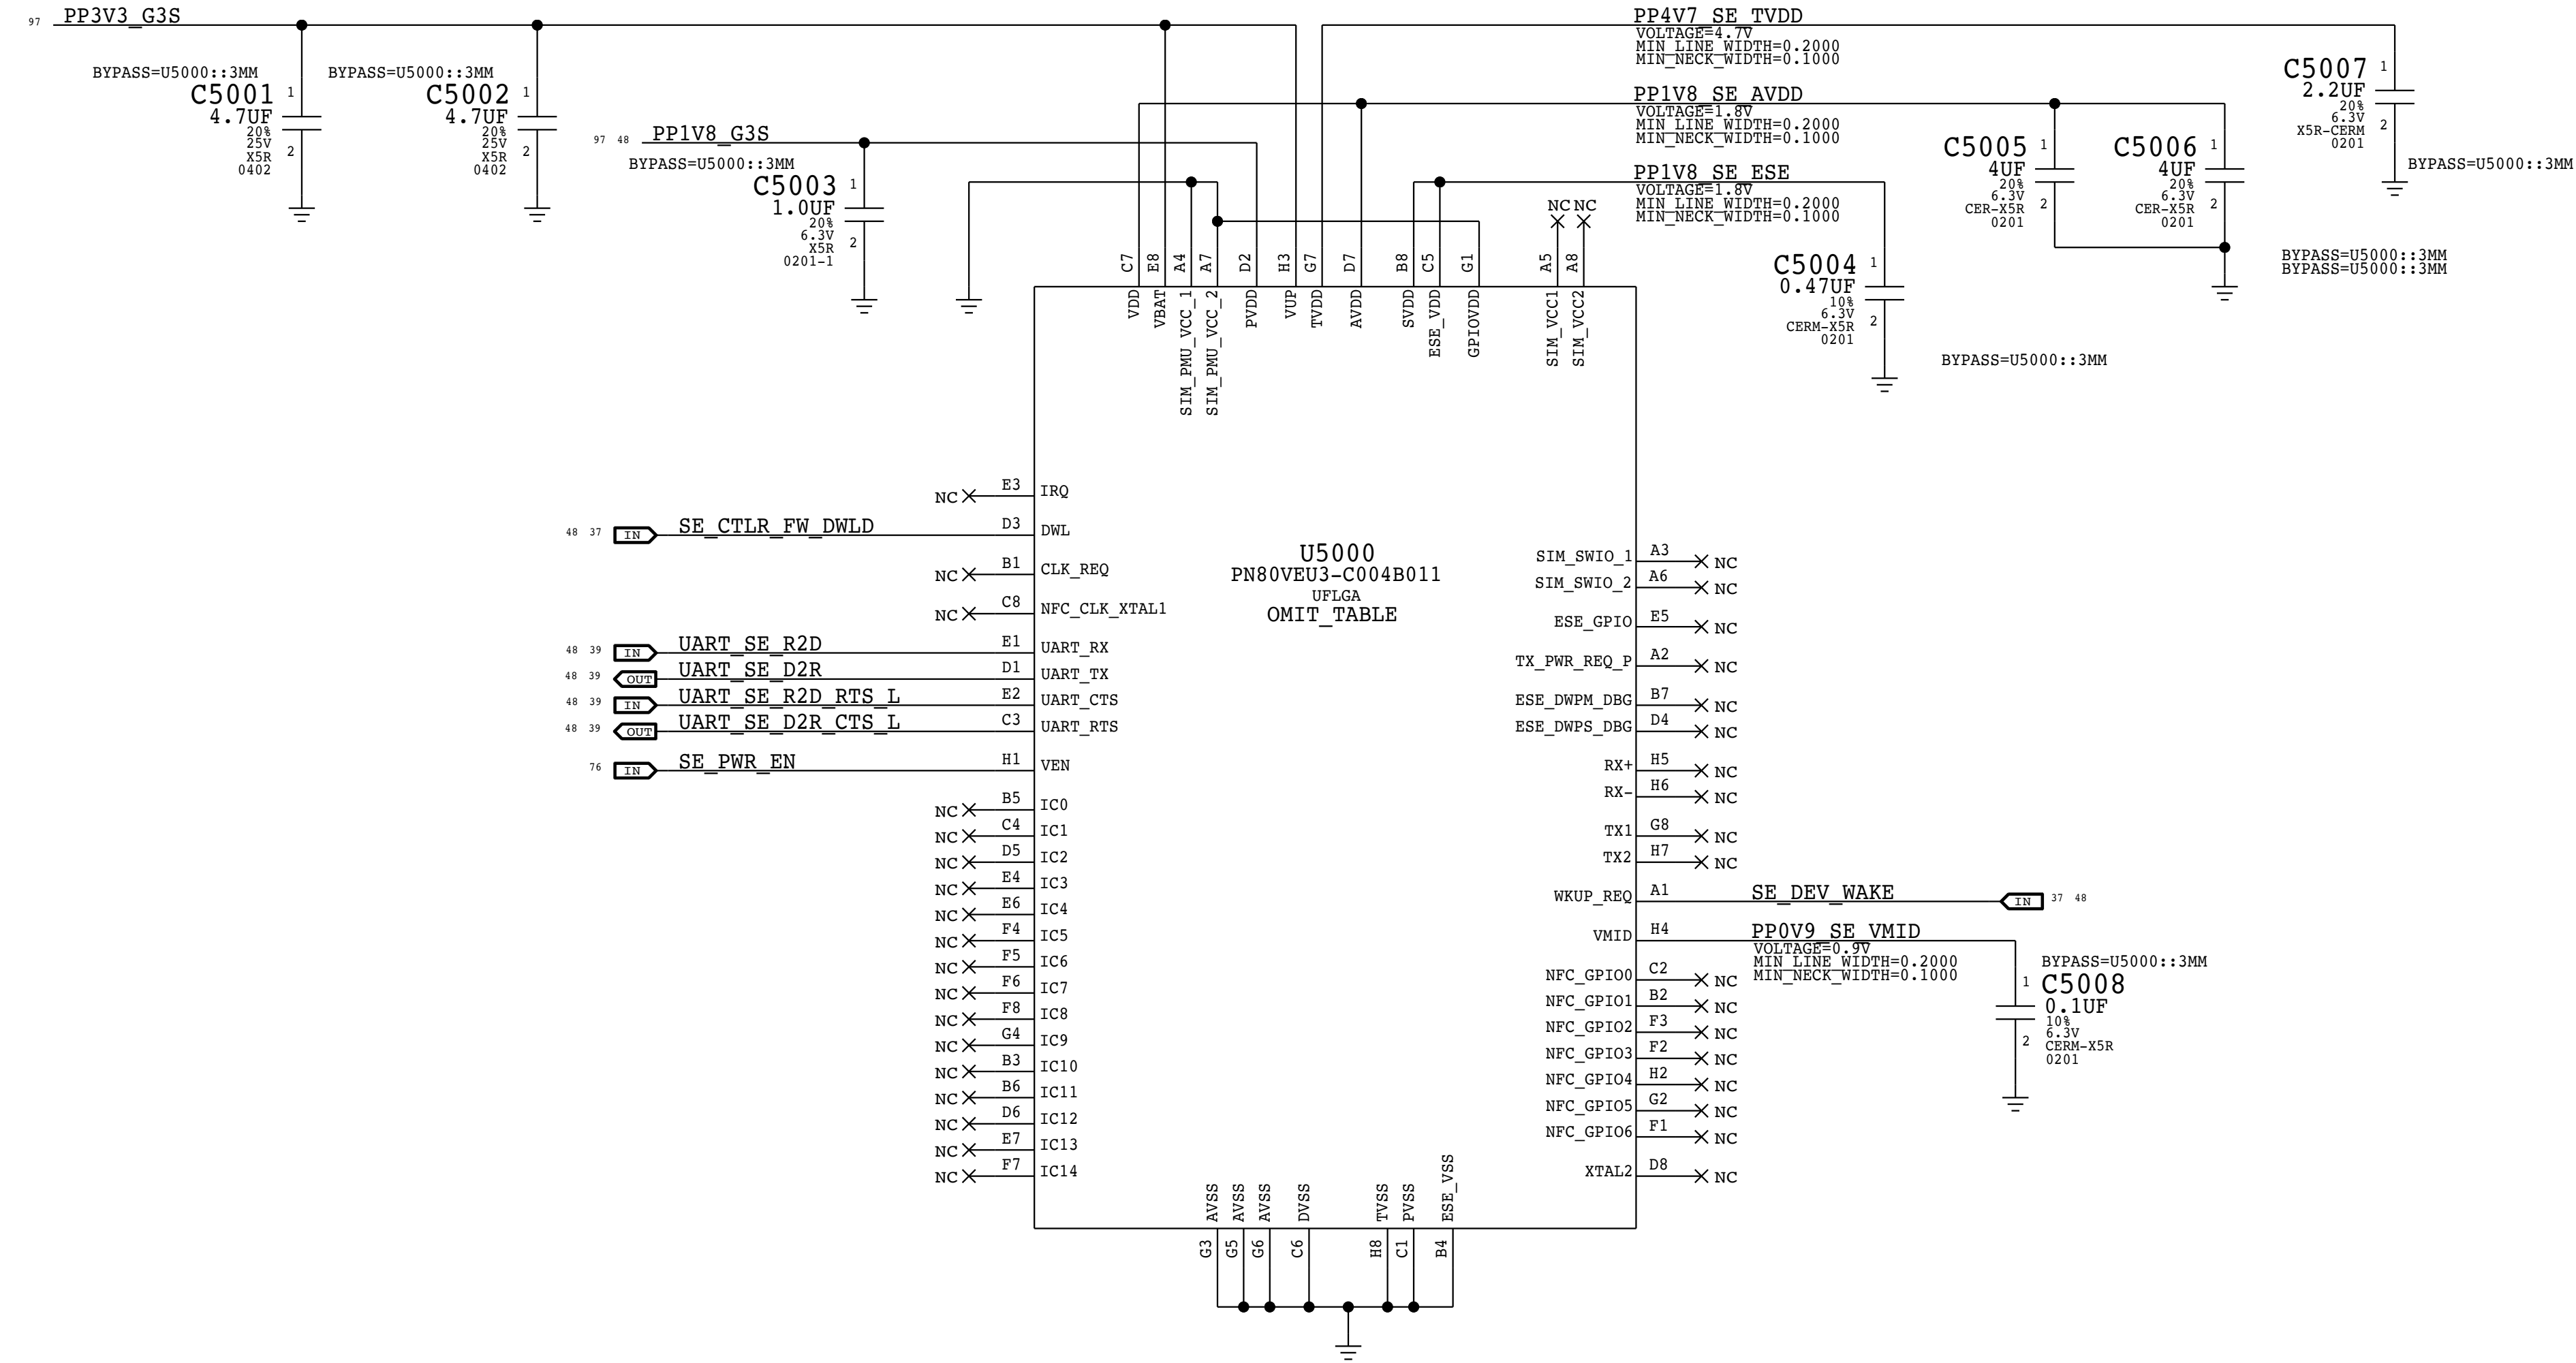 97 PP3V3_G3S
BYPASS=U5000::3MM
C5001
4.7UF
20%
25V
X5R
0402
1
2
BYPASS=U5000::3MM
C5002
4.7UF
20%
25V
X5R
0402
1
2
97 48 PP1V8_G3S
BYPASS=U5000::3MM
C5003
1.0UF
20%
6.3V
X5R
0201-1
1
2
PP4V7_SE_TVDD
VOLTAGE=4.7V
MIN_LINE_WIDTH=0.2000
MIN_NECK_WIDTH=0.1000
PP1V8_SE_AVDD
VOLTAGE=1.8V
MIN_LINE_WIDTH=0.2000
MIN_NECK_WIDTH=0.1000
PP1V8_SE_ESE
VOLTAGE=1.8V
MIN_LINE_WIDTH=0.2000
MIN_NECK_WIDTH=0.1000
C5007
2.2UF
20%
6.3V
X5R-CERM
0201
1
2
BYPASS=U5000::3MM
C5005
4UF
20%
6.3V
CER-X5R
0201
1
2
C5006
4UF
20%
6.3V
CER-X5R
0201
1
2
BYPASS=U5000::3MM
BYPASS=U5000::3MM
C5004
0.47UF
10%
6.3V
CERM-X5R
0201
1
2
BYPASS=U5000::3MM
NC NC
C7 VDD
E8 VBAT
A4 SIM_PMU_VCC_1
A7 SIM_PMU_VCC_2
D2 PVDD
H3 VUP
G7 TVDD
D7 AVDD
B8 SVDD
C5 ESE_VDD
G1 GPIOVDD
A5 SIM_VCC1
A8 SIM_VCC2
U5000
PN80VEU3-C004B011
UFLGA
OMIT_TABLE
NC E3 IRQ
48 37 IN SE_CTLR_FW_DWLD D3 DWL
NC B1 CLK_REQ
NC C8 NFC_CLK_XTAL1
48 39 IN UART_SE_R2D E1 UART_RX
48 39 OUT UART_SE_D2R D1 UART_TX
48 39 IN UART_SE_R2D_RTS_L E2 UART_CTS
48 39 OUT UART_SE_D2R_CTS_L C3 UART_RTS
76 IN SE_PWR_EN H1 VEN
NC B5 IC0
NC C4 IC1
NC D5 IC2
NC E4 IC3
NC E6 IC4
NC F4 IC5
NC F5 IC6
NC F6 IC7
NC F8 IC8
NC G4 IC9
NC B3 IC10
NC B6 IC11
NC D6 IC12
NC E7 IC13
NC F7 IC14
SIM_SWIO_1 A3 NC
SIM_SWIO_2 A6 NC
ESE_GPIO E5 NC
TX_PWR_REQ_P A2 NC
ESE_DWPM_DBG B7 NC
ESE_DWPS_DBG D4 NC
RX+ H5 NC
RX- H6 NC
TX1 G8 NC
TX2 H7 NC
WKUP_REQ A1 SE_DEV_WAKE IN 37 48
VMID H4 PP0V9_SE_VMID
VOLTAGE=0.9V
MIN_LINE_WIDTH=0.2000
MIN_NECK_WIDTH=0.1000
BYPASS=U5000::3MM
C5008
0.1UF
10%
6.3V
CERM-X5R
0201
1
2
NFC_GPIO0 C2 NC
NFC_GPIO1 B2 NC
NFC_GPIO2 F3 NC
NFC_GPIO3 F2 NC
NFC_GPIO4 H2 NC
NFC_GPIO5 G2 NC
NFC_GPIO6 F1 NC
XTAL2 D8 NC
AVSS G3
AVSS G5
AVSS G6
DVSS C6
TVSS H8
PVSS C1
ESE_VSS B4